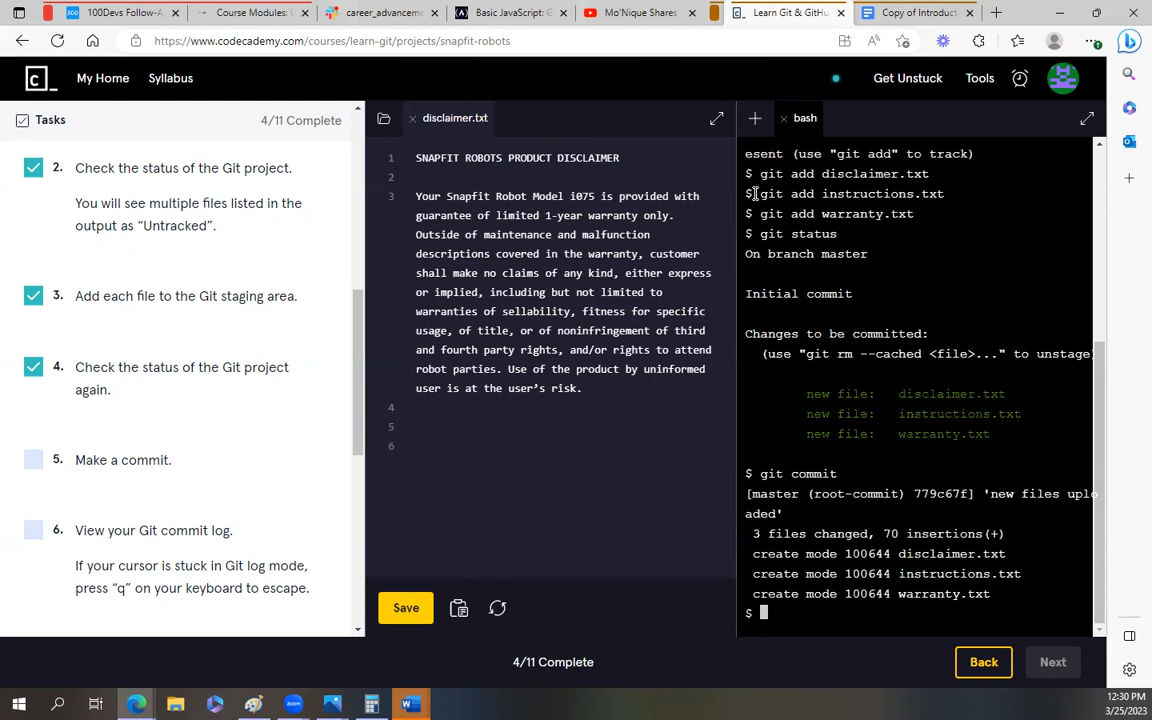 100Devs Follow-A
Course Modules: U
career_advanceme
Basic JavaScript: G
Mo'Nique Shares
Learn Git & GitHu
Copy of Introduct
https://www.codecademy.com/courses/learn-git/projects/snapfit-robots
c
My Home
Syllabus
Get Unstuck
Tools
Tasks
4/11 Complete
2. Check the status of the Git project.
You will see multiple files listed in the
output as “Untracked”.
3. Add each file to the Git staging area.
4. Check the status of the Git project
again.
5. Make a commit.
6. View your Git commit log.
If your cursor is stuck in Git log mode,
press “q” on your keyboard to escape.
disclaimer.txt
1 SNAPFIT ROBOTS PRODUCT DISCLAIMER
2
3 Your Snapfit Robot Model i075 is provided with
guarantee of limited 1-year warranty only.
Outside of maintenance and malfunction
descriptions covered in the warranty, customer
shall make no claims of any kind, either express
or implied, including but not limited to
warranties of sellability, fitness for specific
usage, of title, or of noninfringement of third
and fourth party rights, and/or rights to attend
robot parties. Use of the product by uninformed
user is at the user’s risk.
4
5
6
Save
bash
esent (use "git add" to track)
$ git add disclaimer.txt
$ git add instructions.txt
$ git add warranty.txt
$ git status
On branch master
Initial commit
Changes to be committed:
(use "git rm --cached <file>..." to unstage)
new file: disclaimer.txt
new file: instructions.txt
new file: warranty.txt
$ git commit
[master (root-commit) 779c67f] 'new files uplo
aded'
3 files changed, 70 insertions(+)
create mode 100644 disclaimer.txt
create mode 100644 instructions.txt
create mode 100644 warranty.txt
$
4/11 Complete
Back
Next
12:30 PM
3/25/2023